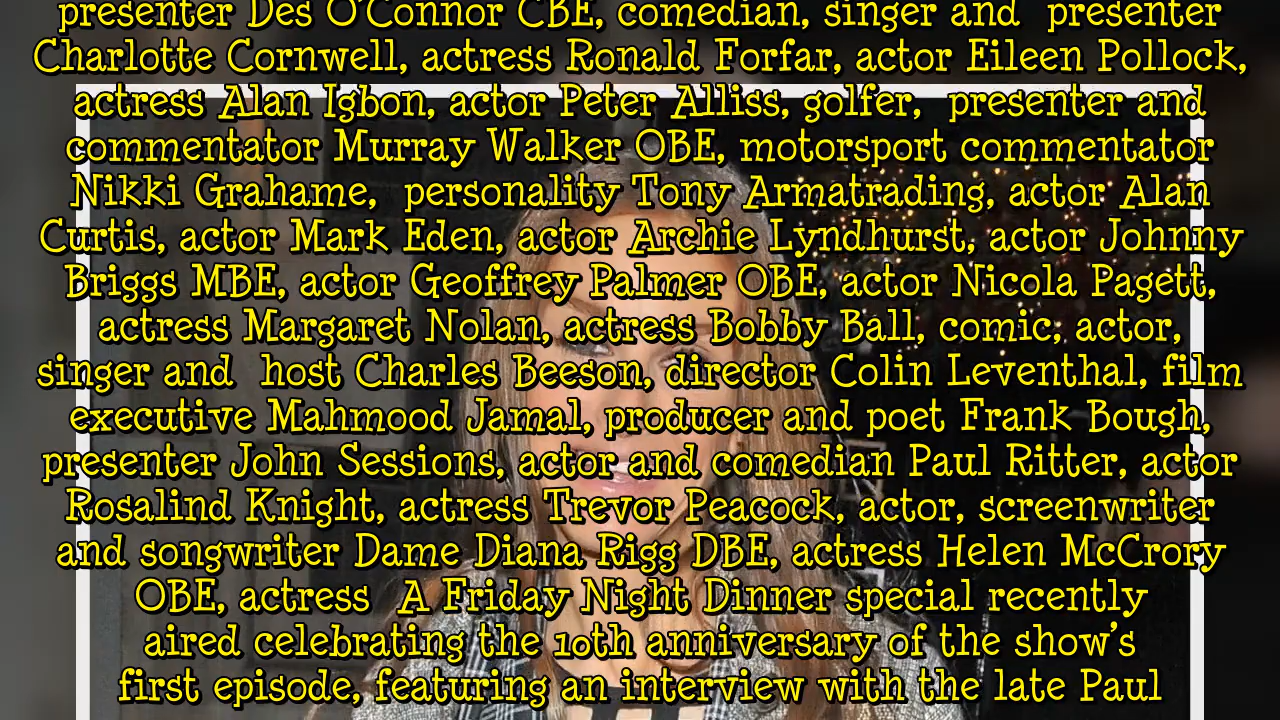 presenter Des O'Connor CBE, comedian, singer and presenter
Charlotte Cornwell, actress Ronald Forfar, actor Eileen Pollock,
actress Alan Igbon, actor Peter Alliss, golfer, presenter and
commentator Murray Walker OBE, motorsport commentator
Nikki Grahame, personality Tony Armatrading, actor Alan
Curtis, actor Mark Eden, actor Archie Lyndhurst, actor Johnny
Briggs MBE, actor Geoffrey Palmer OBE, actor Nicola Pagett,
actress Margaret Nolan, actress Bobby Ball, comic, actor,
singer and host Charles Beeson, director Colin Leventhal, film
executive Mahmood Jamal, producer and poet Frank Bough,
presenter John Sessions, actor and comedian Paul Ritter, actor
Rosalind Knight, actress Trevor Peacock, actor, screenwriter
and songwriter Dame Diana Rigg DBE, actress Helen McCrory
OBE, actress A Friday Night Dinner special recently
aired celebrating the 10th anniversary of the show's
first episode, featuring an interview with the late Paul